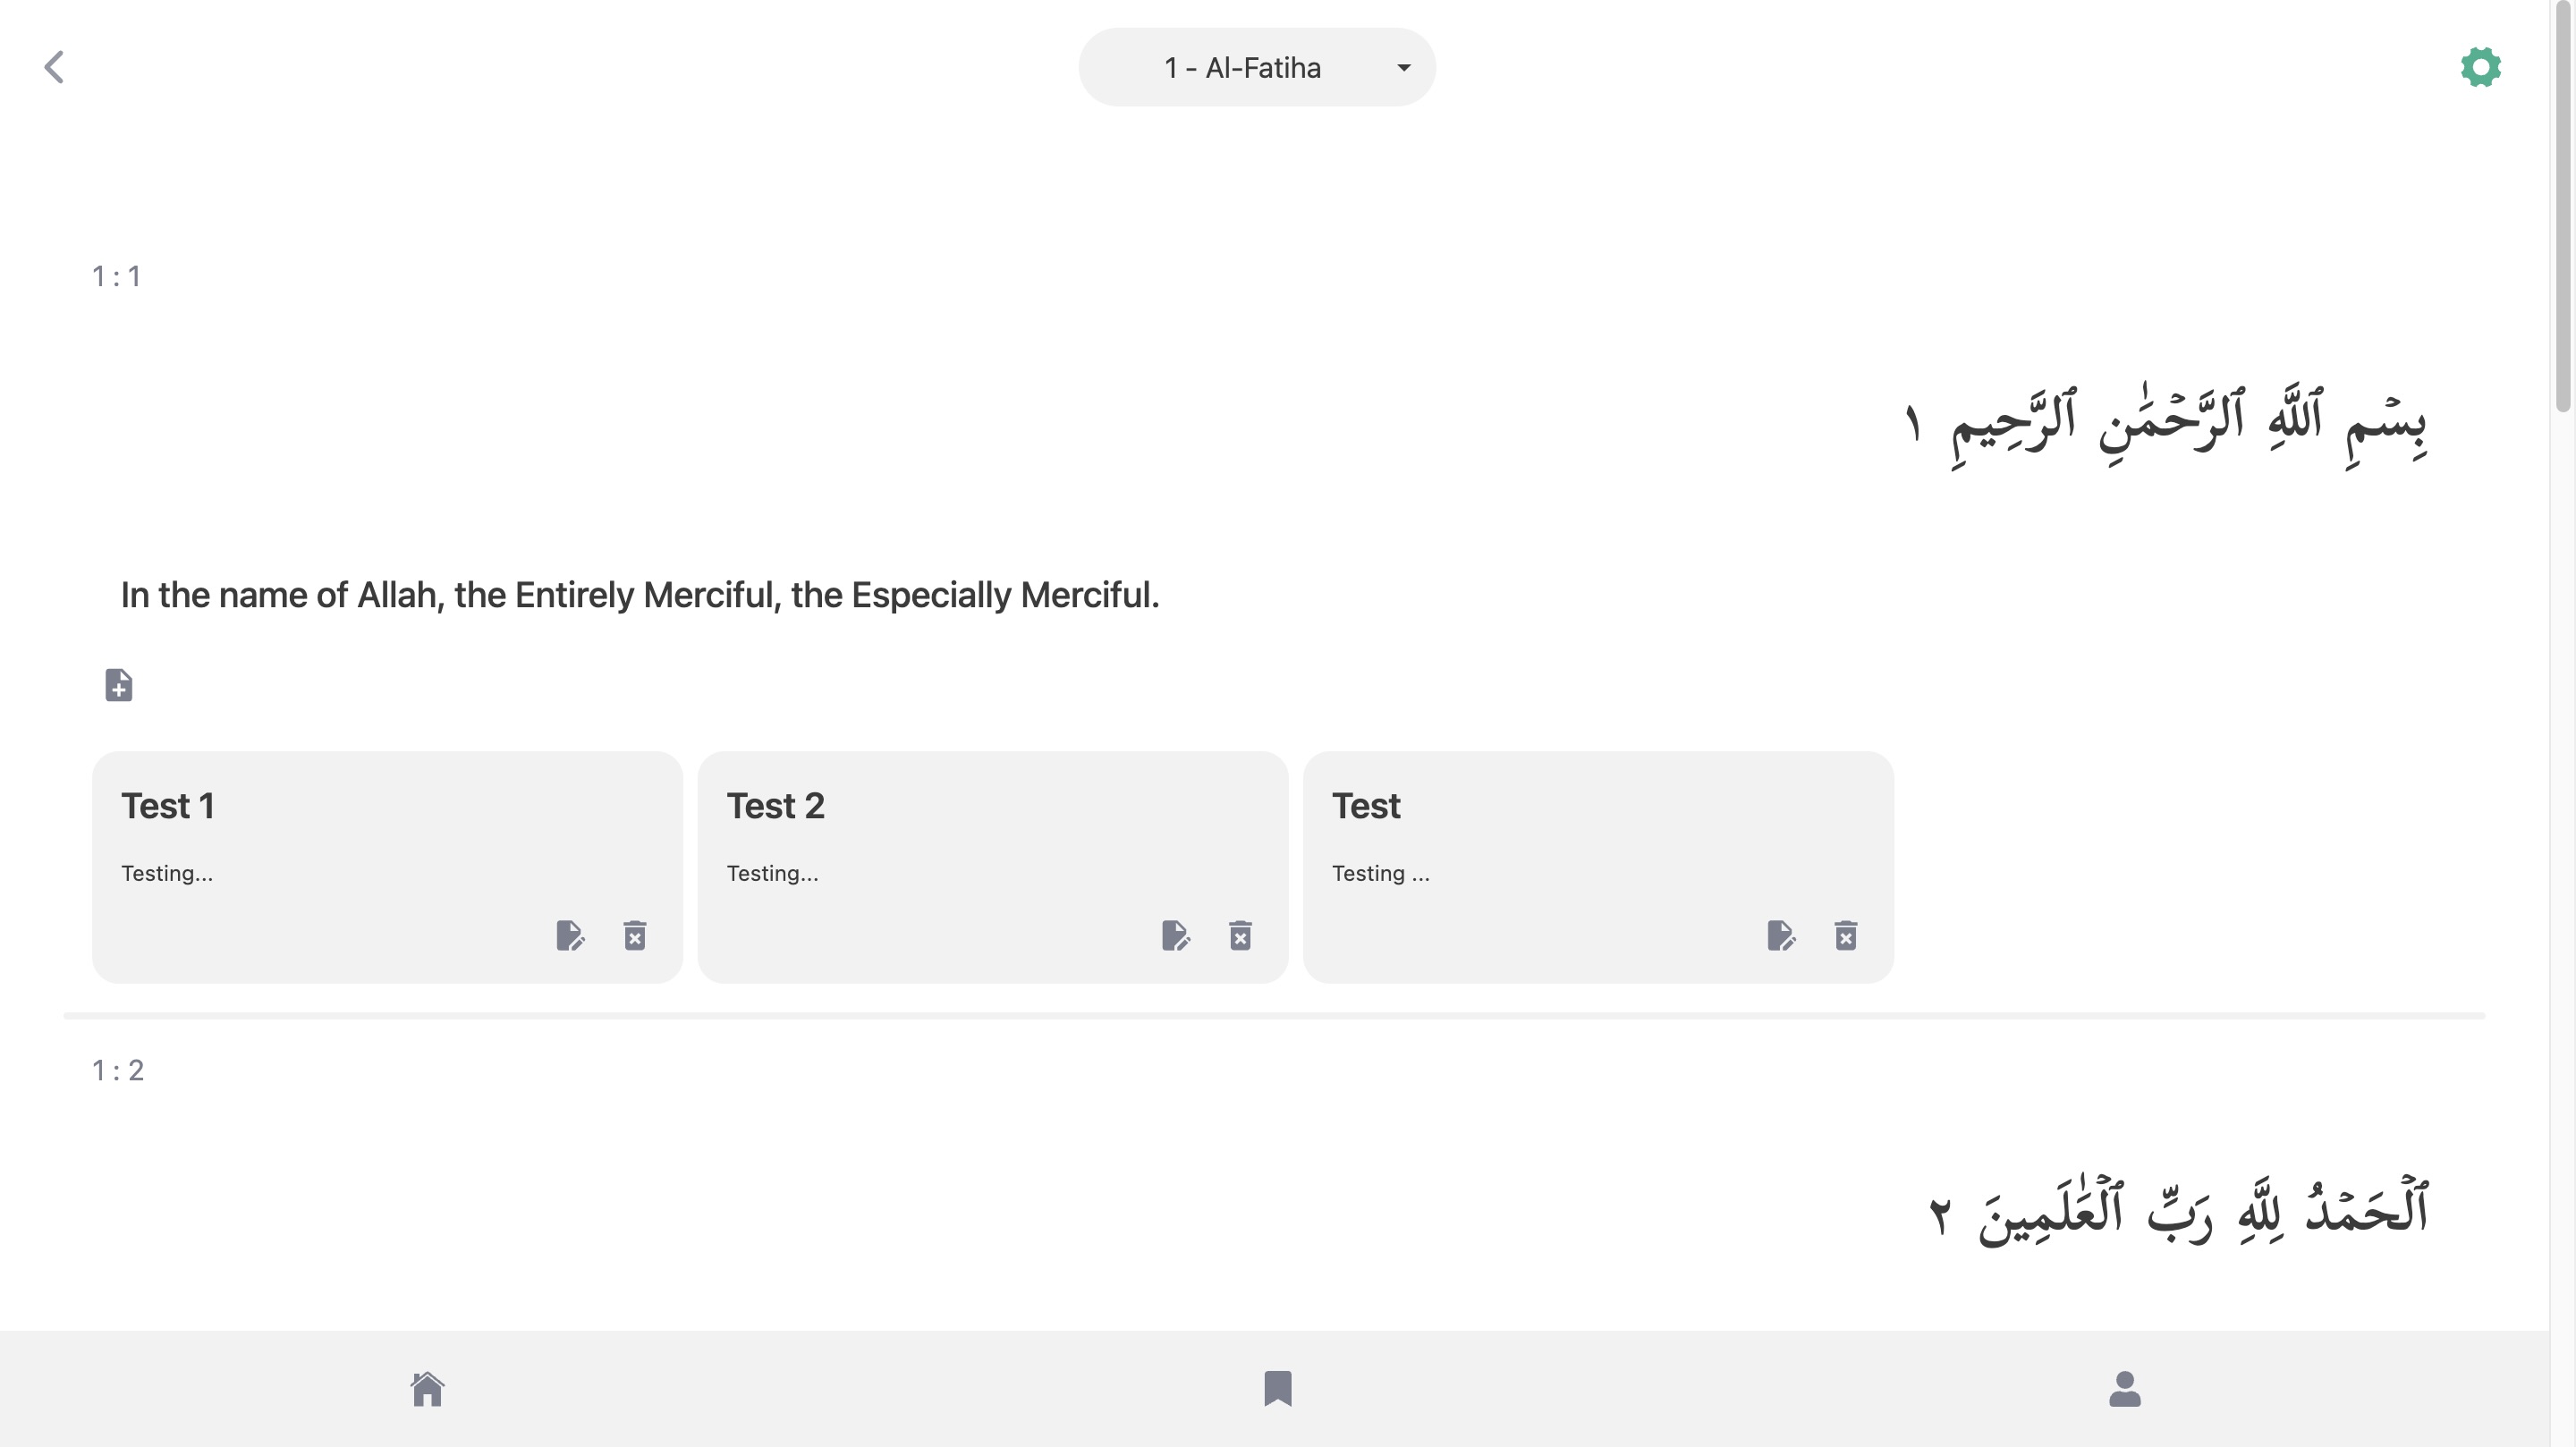 1 - Al-Fatiha
1 : 1
بِسۡمِ ٱللَّهِ ٱلرَّحۡمَٰنِ ٱلرَّحِيمِ ١
In the name of Allah, the Entirely Merciful, the Especially Merciful.
Test 1
Testing...
Test 2
Testing...
Test
Testing ...
1 : 2
ٱلۡحَمۡدُ لِلَّهِ رَبِّ ٱلۡعَٰلَمِينَ ٢